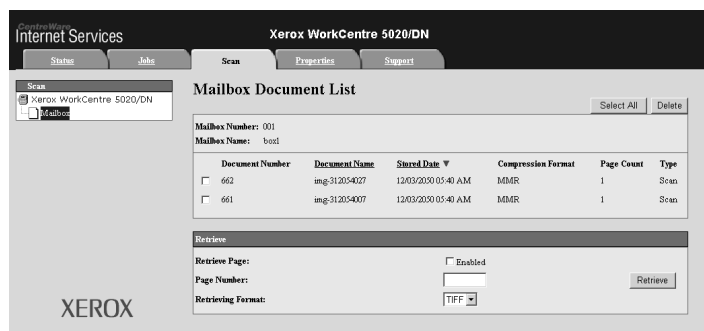 CentreWare
Internet Services
Xerox WorkCentre 5020/DN
Status Jobs Scan Properties Support
Scan
Xerox WorkCentre 5020/DN
Mailbox
Mailbox Document List
Select All Delete
Mailbox Number: 001
Mailbox Name: box1
Document Number Document Name Stored Date ▼ Compression Format Page Count Type
662 img-312054027 12/03/2050 05:40 AM MMR 1 Scan
661 img-312054007 12/03/2050 05:40 AM MMR 1 Scan
Retrieve
Retrieve Page: Enabled
Page Number:
Retrieve
Retrieving Format: TIFF
XEROX